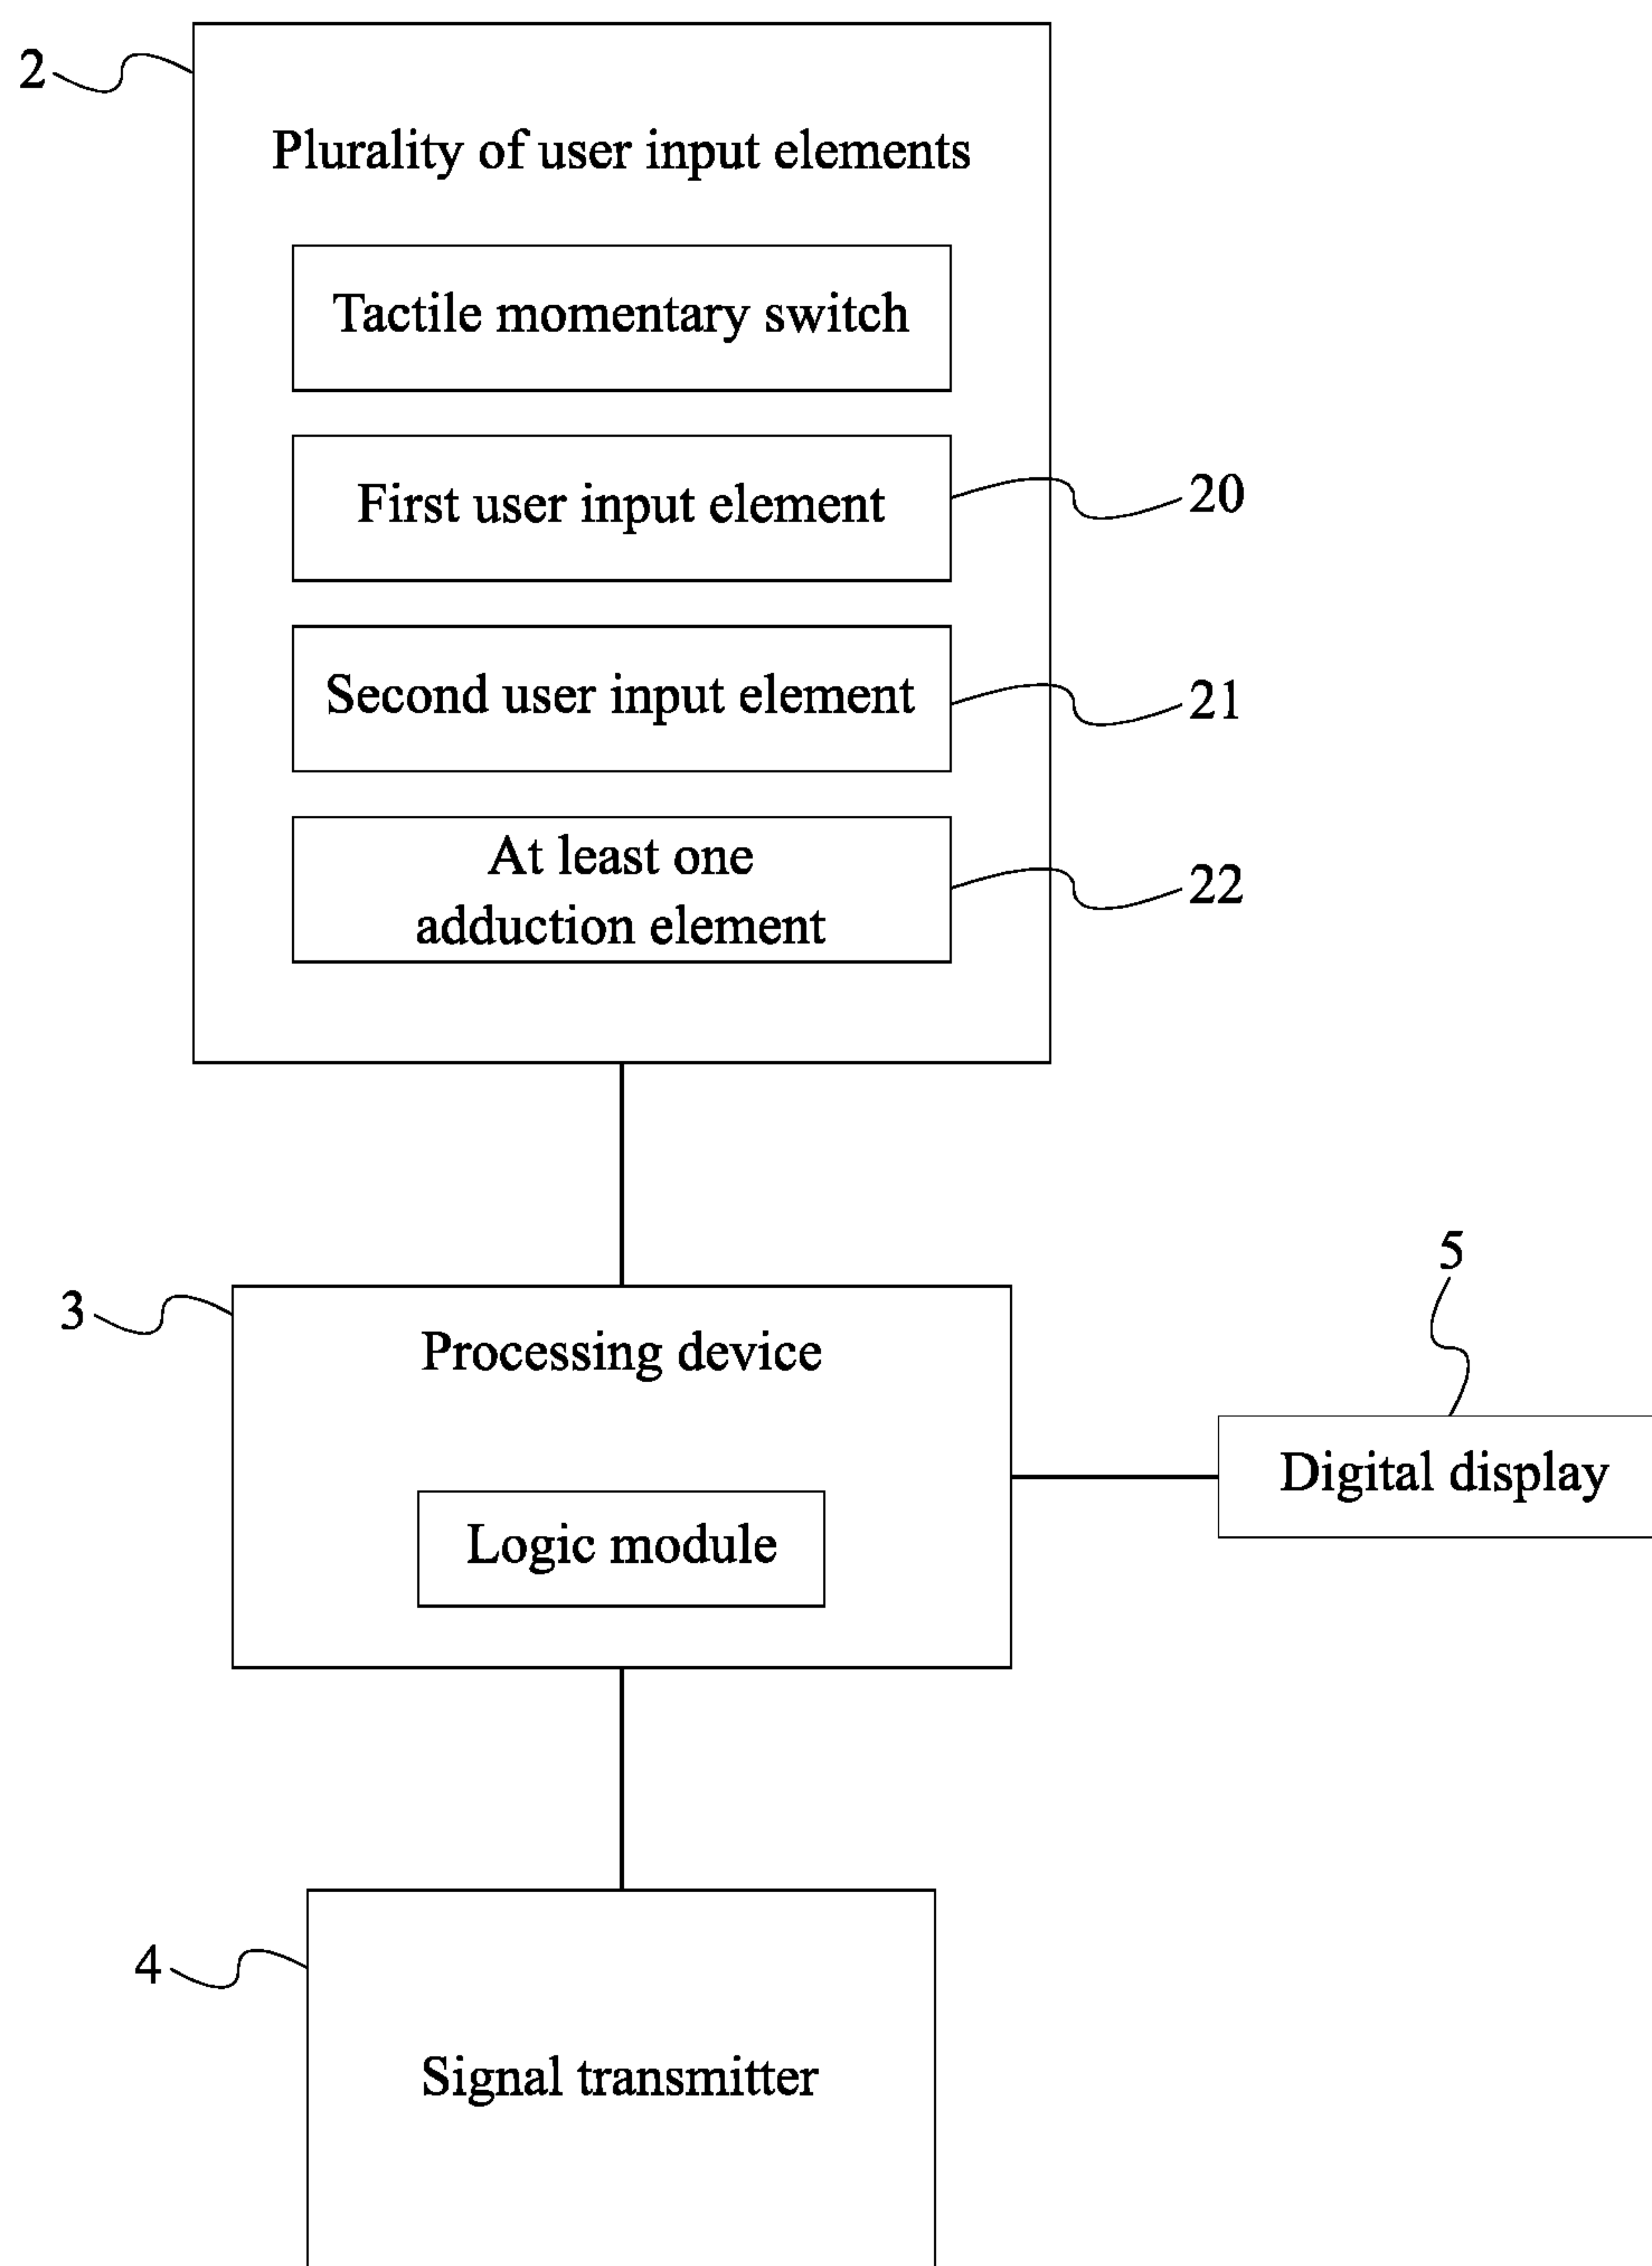 2
Plurality of user input elements
Tactile momentary switch
First user input element
20
Second user input element
21
At least one
adduction element
22
3
Processing device
5
Digital display
Logic module
4
Signal transmitter